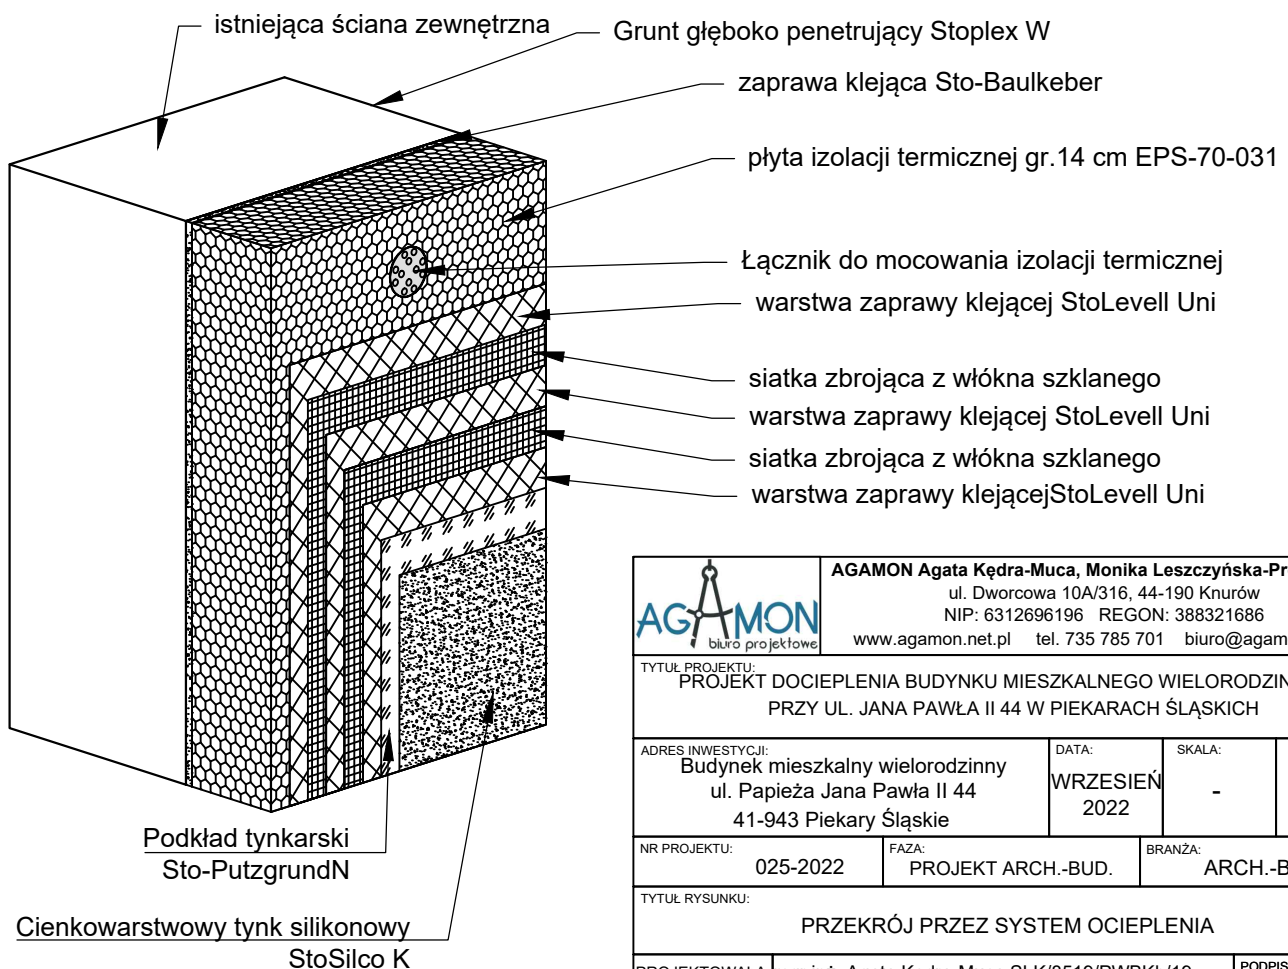 istniejąca ściana zewnętrzna
Grunt głęboko penetrujący Stoplex W
zaprawa klejąca Sto-Baulkeber
płyta izolacji termicznej gr.14 cm EPS-70-031
Łącznik do mocowania izolacji termicznej
warstwa zaprawy klejącej StoLevell Uni
siatka zbrojąca z włókna szklanego
warstwa zaprawy klejącej StoLevell Uni
siatka zbrojąca z włókna szklanego
warstwa zaprawy klejącejStoLevell Uni
Podkład tynkarski
Sto-PutzgrundN
Cienkowarstwowy tynk silikonowy
StoSilco K
AGAMON
biuro projektowe
AGAMON Agata Kędra-Muca, Monika Leszczyńska-Pr
ul. Dworcowa 10A/316, 44-190 Knurów
NIP: 6312696196 REGON: 388321686
www.agamon.net.pl tel. 735 785 701 biuro@agam
TYTUŁ PROJEKTU:
PROJEKT DOCIEPLENIA BUDYNKU MIESZKALNEGO WIELORODZIN
PRZY UL. JANA PAWŁA II 44 W PIEKARACH ŚLĄSKICH
ADRES INWESTYCJI:
Budynek mieszkalny wielorodzinny
ul. Papieża Jana Pawła II 44
41-943 Piekary Śląskie
DATA:
WRZESIEŃ
2022
SKALA:
-
NR PROJEKTU:
025-2022
FAZA:
PROJEKT ARCH.-BUD.
BRANŻA:
ARCH.-B
TYTUŁ RYSUNKU:
PRZEKRÓJ PRZEZ SYSTEM OCIEPLENIA
PODPIS